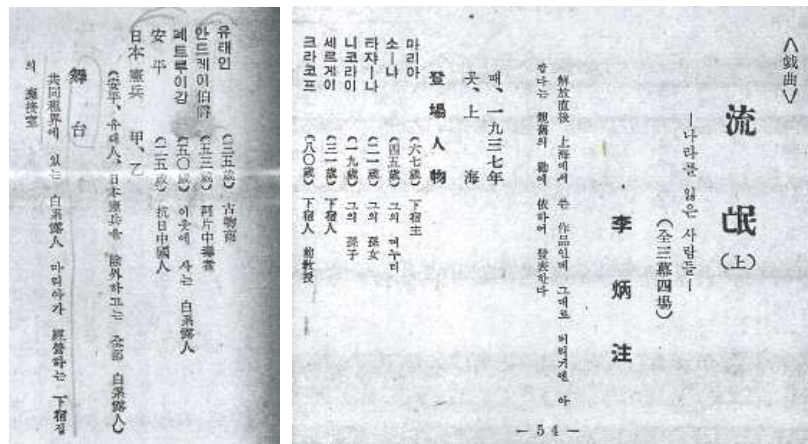 〈戱曲〉
流氓(上)
―나라를 잃은 사람들―
(全三幕四場)
李炳注
解放直後 上海에서 쓴 作品인데 그대로 버리기엔 아
깝다는 親舊의 勸에 依하여 發表한다
때、一九三七年
곳、上海
登場人物
마리아 (六七歲) 下宿主
소―냐 (四五歲) 그의 며누리
타쟈―나 (二一歲) 그의 孫女
니코라이 (一九歲) 그의 孫子
세르게이 (三一歲) 下宿人
크라코프 (八〇歲) 下宿人 前敎授
― 54 ―
유태인 (三五歲) 古物商
안드레이伯爵 (五三歲) 阿片中毒者
페트루이감 (五〇歲) 이웃에 사는 白系露人
安平 (二五歲) 抗日中國人
日本憲兵 甲、乙
(安平、유태人、日本憲兵을 除外하고는 全部 白系露人)
舞台
共同租界에 있는 白系露人 마리아가 經營하는 下宿집
의 應接室